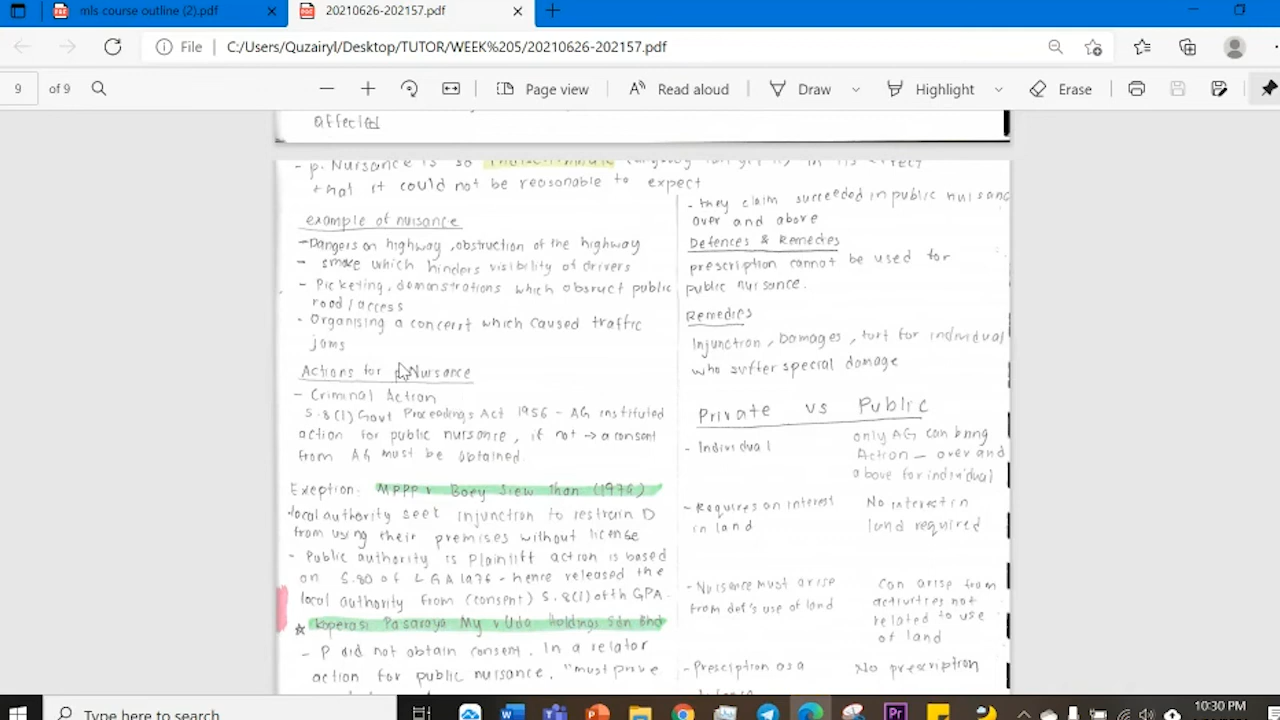 mls course outline (2).pdf
20210626-202157.pdf
File
C:/Users/Quzairyl/Desktop/TUTOR/WEEK%205/20210626-202157.pdf
9
of 9
Page view
Read aloud
Draw
Highlight
Erase
affected
- p. Nuisance is so
that it could not be reasonable to expect
example of nuisance
- Dangers on highway, obstruction of the highway
- smoke which hinders visibility of drivers
- Picketing, demonstrations which obstruct public
road/access
- Organising a concert which caused traffic
jams
Actions for p. Nuisance
- Criminal Action
S.8(1) Govt Proceedings Act 1956 - AG instituted
action for public nuisance, if not → a consent
from AG must be obtained.
Exeption: MPPP v Boey Siew Than (1979)
local authority seek injunction to restrain D
from using their premises without license
- Public authority is plaintiff action is based
on S.80 of LGA 1976 - hence released the
local authority from (consent) S.8(1) of th GPA.
☆ Koperasi Pasaraya My v Uda Holdings Sdn Bhd
- P did not obtain consent. In a relator
action for public nuisance. "must prove
- they claim succeeded in public nuisanc
over and above
Defences & Remedies
prescription cannot be used for
public nuisance.
Remedies
Injunction, Damages, tort for individual
who suffer special damage
Private vs Public
- Individual
only AG can bring
Action - over and
above for individual
- Requires an interest
in land
No interest in
land required
- Nuisance must arise
from def's use of land
Can arise from
activities not
related to use
of land
- Prescription as a
No prescription
Type here to search
10:30 PM